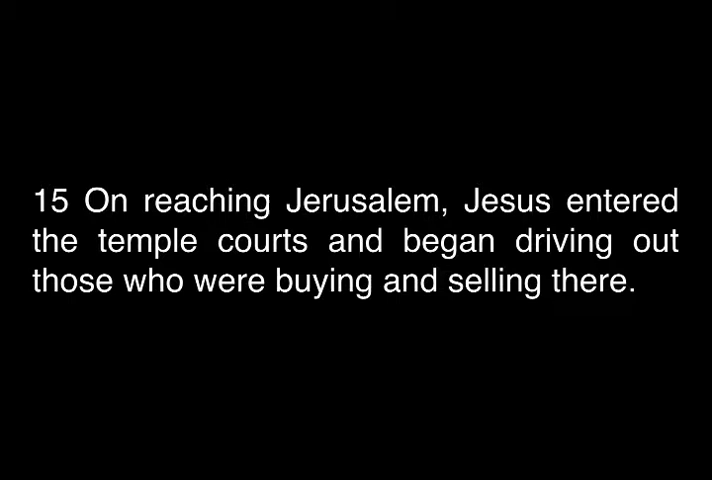 15 On reaching Jerusalem, Jesus entered
the temple courts and began driving out
those who were buying and selling there.